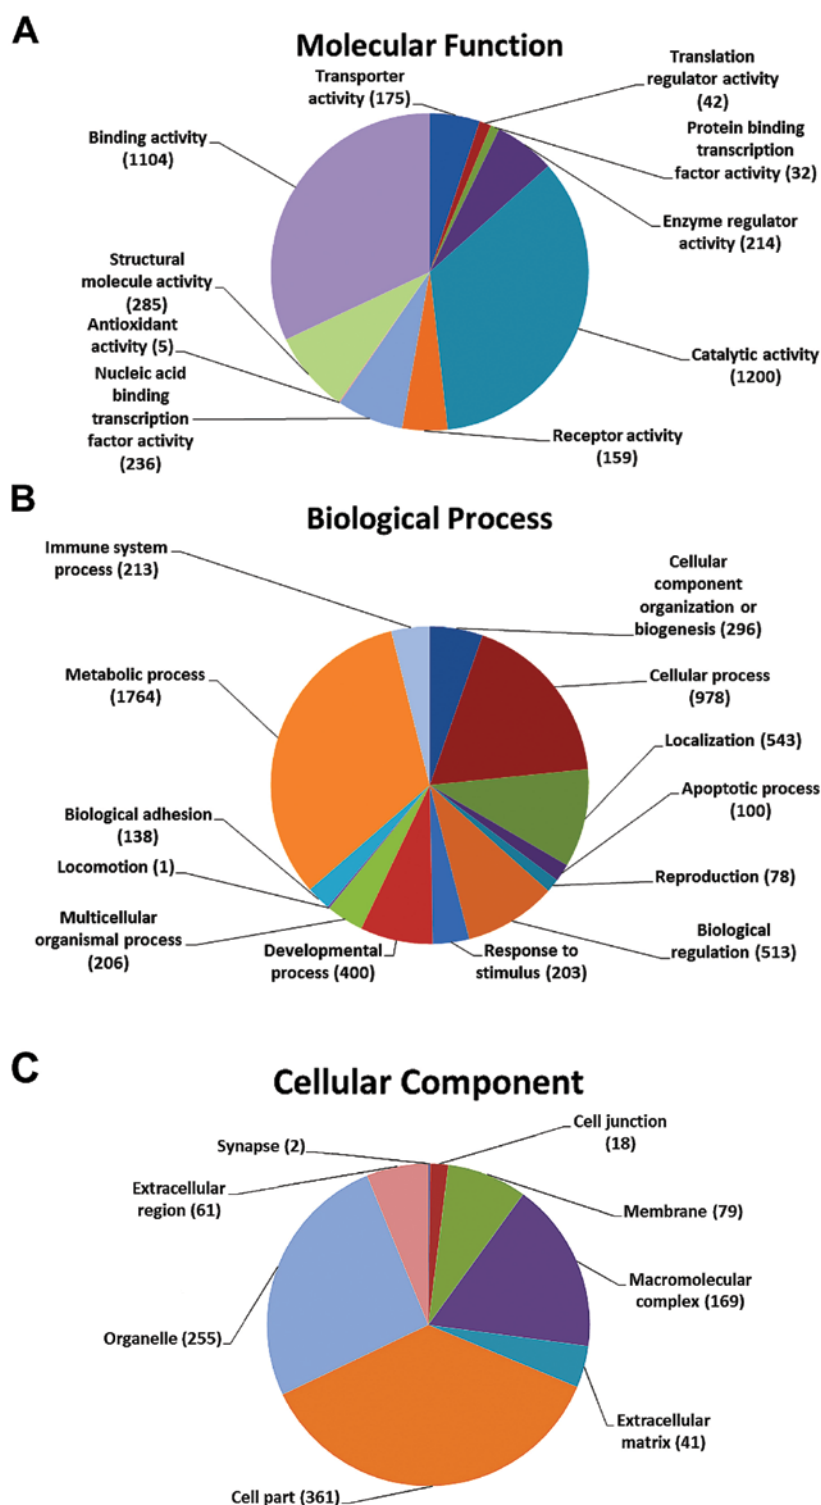 A
Molecular Function
Transporter
activity (175)
Translation
regulator activity
(42)
Protein binding
transcription
factor activity (32)
Enzyme regulator
activity (214)
Catalytic activity
(1200)
Receptor activity
(159)
Binding activity
(1104)
Structural
molecule activity
(285)
Antioxidant
activity (5)
Nucleic acid
binding
transcription
factor activity
(236)
B
Biological Process
Immune system
process (213)
Cellular
component
organization or
biogenesis (296)
Metabolic process
(1764)
Cellular process
(978)
Localization (543)
Apoptotic process
(100)
Reproduction (78)
Biological
regulation (513)
Biological adhesion
(138)
Locomotion (1)
Multicellular
organismal process
(206)
Developmental
process (400)
Response to
stimulus (203)
C
Cellular Component
Synapse (2)
Cell junction
(18)
Extracellular
region (61)
Membrane (79)
Macromolecular
complex (169)
Organelle (255)
Extracellular
matrix (41)
Cell part (361)